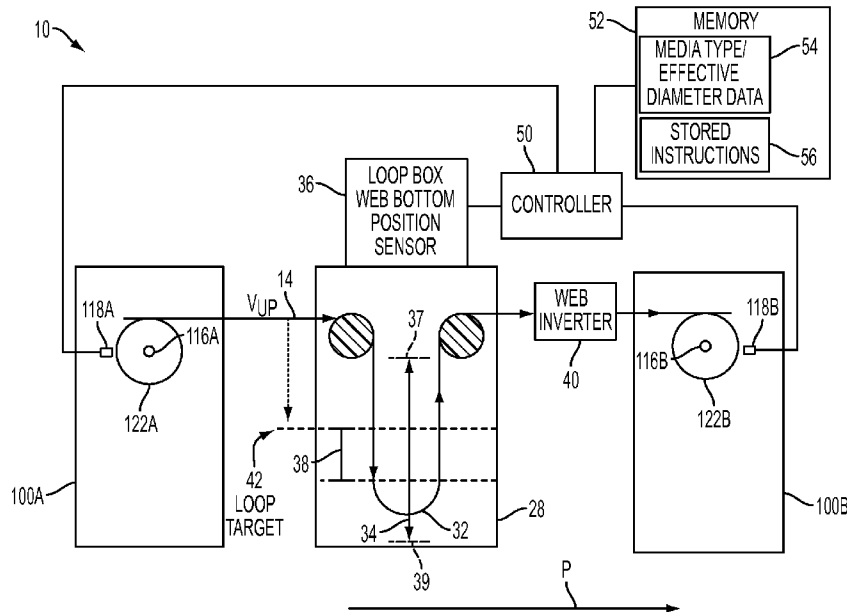 10
52
MEMORY
MEDIA TYPE/
EFFECTIVE
DIAMETER DATA
54
STORED
INSTRUCTIONS
56
50
CONTROLLER
36
LOOP BOX
WEB BOTTOM
POSITION
SENSOR
118A
116A
122A
100A
VUP
14
37
42
LOOP
TARGET
38
34
32
39
28
WEB
INVERTER
40
118B
116B
122B
100B
P